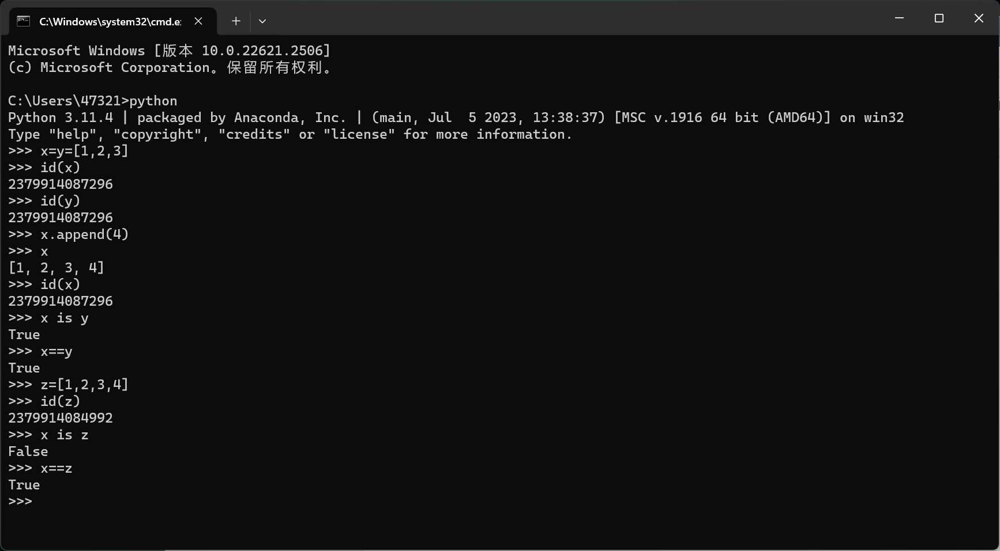 C:\Windows\system32\cmd.e
Microsoft Windows [版本 10.0.22621.2506]
(c) Microsoft Corporation。保留所有权利。
C:\Users\47321>python
Python 3.11.4 | packaged by Anaconda, Inc. | (main, Jul  5 2023, 13:38:37) [MSC v.1916 64 bit (AMD64)] on win32
Type "help", "copyright", "credits" or "license" for more information.
>>> x=y=[1,2,3]
>>> id(x)
2379914087296
>>> id(y)
2379914087296
>>> x.append(4)
>>> x
[1, 2, 3, 4]
>>> id(x)
2379914087296
>>> x is y
True
>>> x==y
True
>>> z=[1,2,3,4]
>>> id(z)
2379914084992
>>> x is z
False
>>> x==z
True
>>>